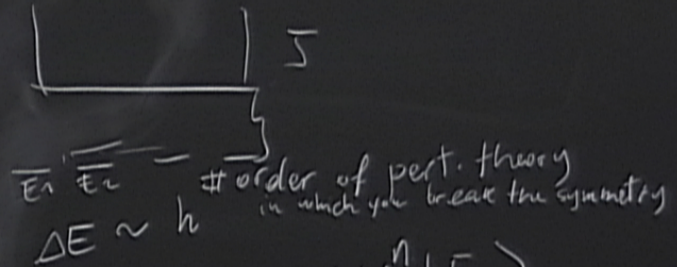 J
E₁ E₂ # order of pert. theory
in which you break the symmetry
ΔE ~ h